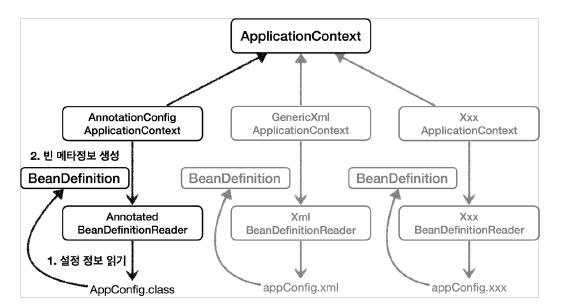 ApplicationContext
AnnotationConfig
ApplicationContext
GenericXml
ApplicationContext
Xxx
ApplicationContext
2. 빈 메타정보 생성
BeanDefinition
BeanDefinition
BeanDefinition
Annotated
BeanDefinitionReader
Xml
BeanDefinitionReader
Xxx
BeanDefinitionReader
1. 설정 정보 읽기
AppConfig.class
appConfig.xml
appConfig.xxx